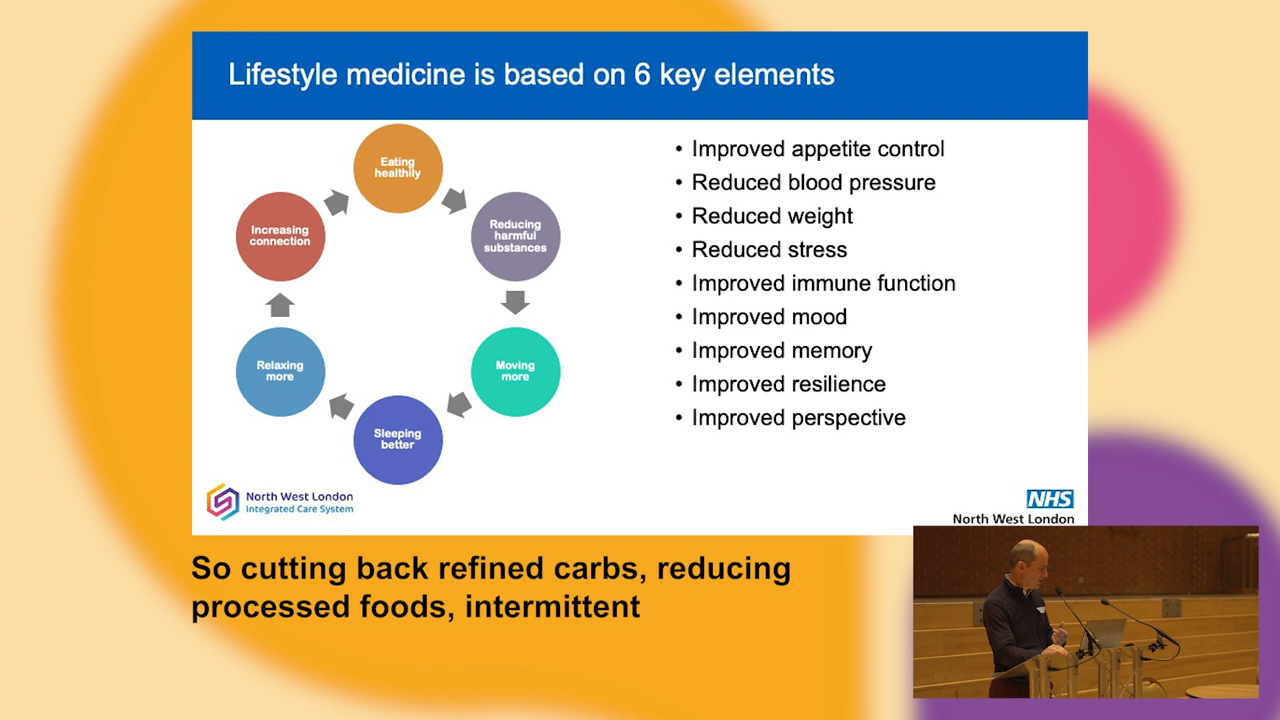 Lifestyle medicine is based on 6 key elements
Eating
healthily
Reducing
harmful
substances
Moving
more
Sleeping
better
Relaxing
more
Increasing
connection
• Improved appetite control
• Reduced blood pressure
• Reduced weight
• Reduced stress
• Improved immune function
• Improved mood
• Improved memory
• Improved resilience
• Improved perspective
North West London
Integrated Care System
NHS
North West London
So cutting back refined carbs, reducing
processed foods, intermittent